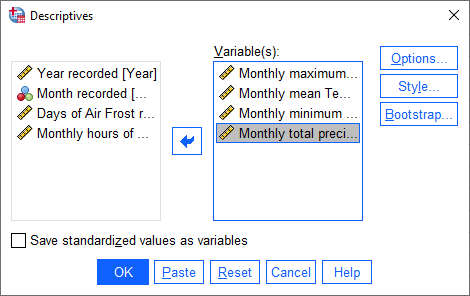 Descriptives
Variable(s):
Year recorded [Year]
Month recorded [...
Days of Air Frost r...
Monthly hours of ...
Monthly maximum...
Monthly mean Te...
Monthly minimum ...
Monthly total preci...
Options...
Style...
Bootstrap...
Save standardized values as variables
OK
Paste
Reset
Cancel
Help